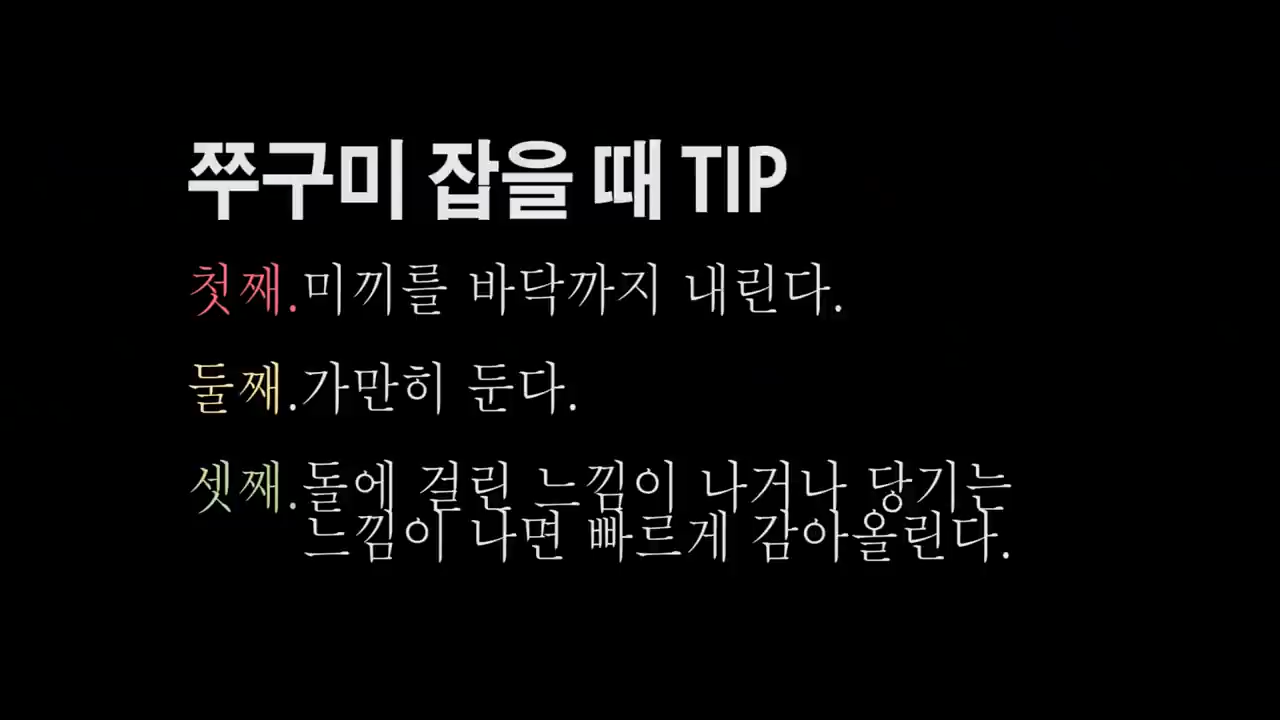 쭈구미 잡을 때 TIP
첫째.미끼를 바닥까지 내린다.
둘째.가만히 둔다.
셋째.돌에 걸린 느낌이 나거나 당기는
느낌이 나면 빠르게 감아올린다.